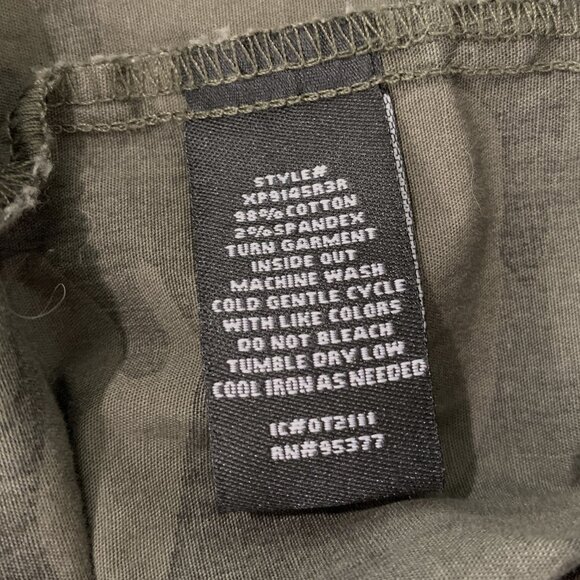 STYLE#
XP9145R3R
98% COTTON
2% SPANDEX
TURN GARMENT
INSIDE OUT
MACHINE WASH
COLD GENTLE CYCLE
WITH LIKE COLORS
DO NOT BLEACH
TUMBLE DRY LOW
COOL IRON AS NEEDED
IC#OT2111
RN#95377